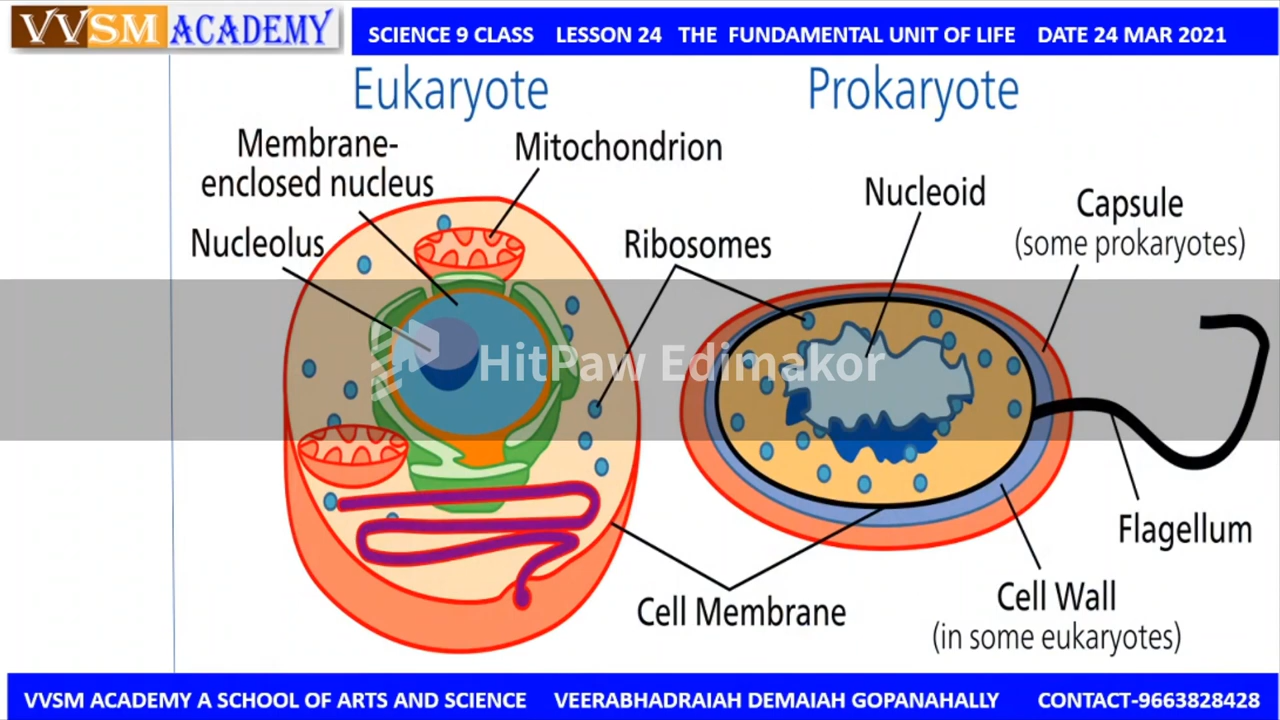 VVSM ACADEMY
SCIENCE 9 CLASS LESSON 24 THE FUNDAMENTAL UNIT OF LIFE DATE 24 MAR 2021
Eukaryote
Prokaryote
Membrane-
enclosed nucleus
Mitochondrion
Nucleolus
Ribosomes
Nucleoid
Capsule
(some prokaryotes)
HitPaw Edimakor
Flagellum
Cell Membrane
Cell Wall
(in some eukaryotes)
VVSM ACADEMY A SCHOOL OF ARTS AND SCIENCE VEERABHADRAIAH DEMAIAH GOPANAHALLY CONTACT-9663828428